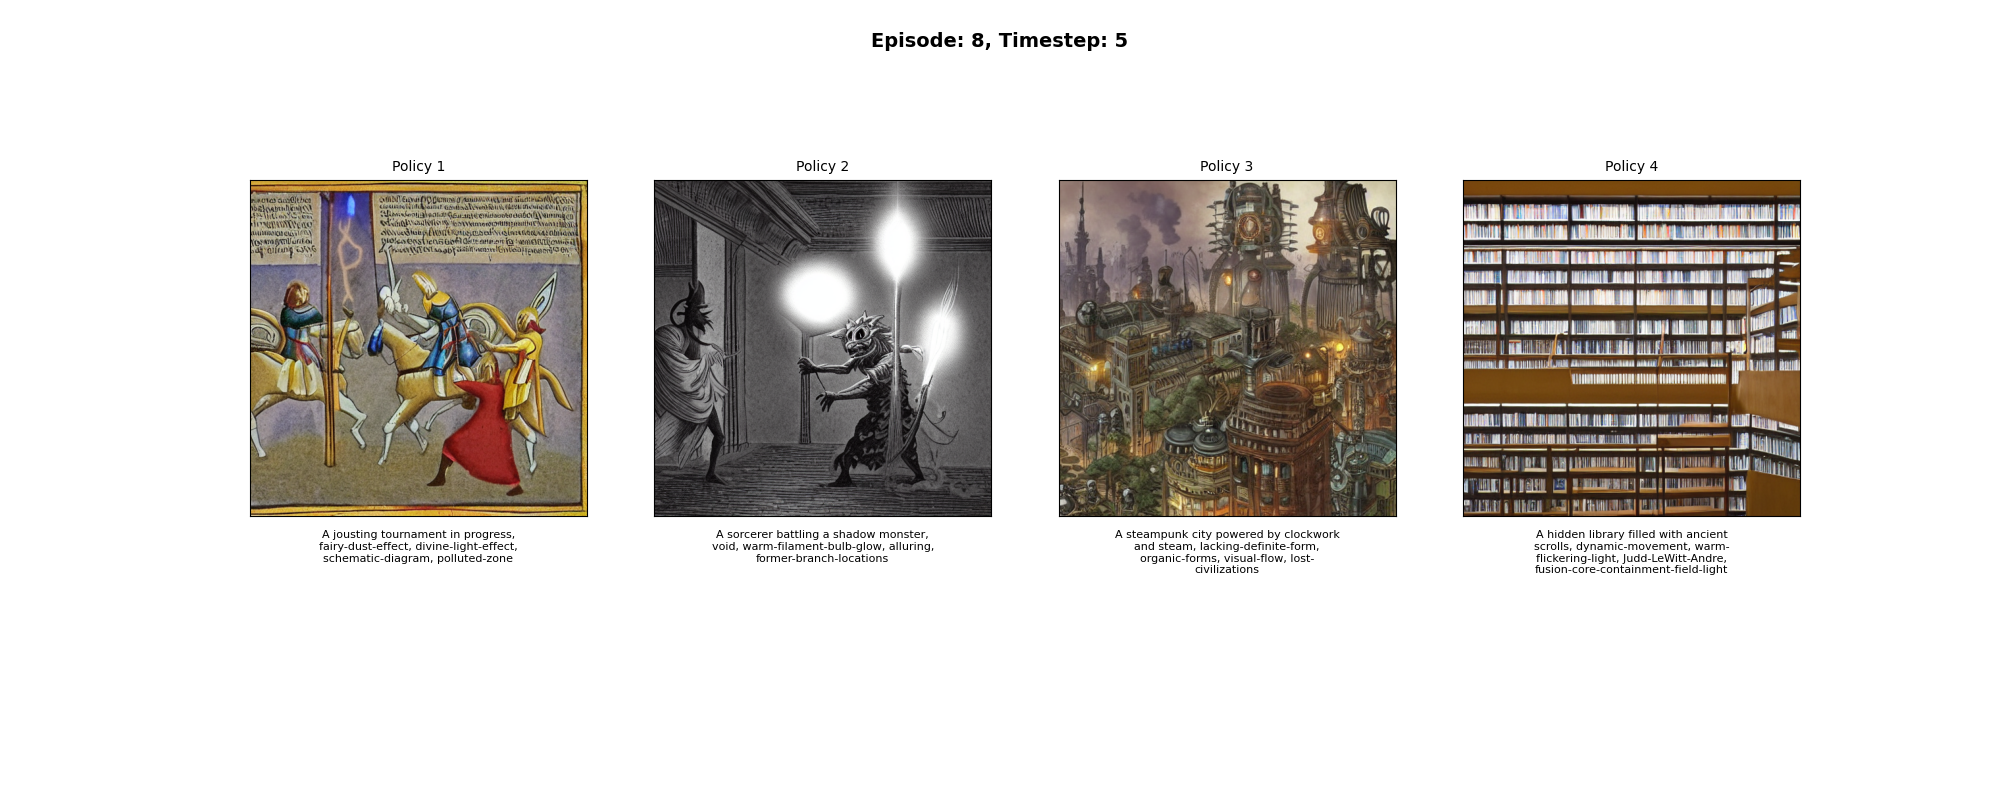 Episode: 8, Timestep: 5
Policy 1
Policy 2
Policy 3
Policy 4
A jousting tournament in progress,
fairy-dust-effect, divine-light-effect,
schematic-diagram, polluted-zone
A sorcerer battling a shadow monster,
void, warm-filament-bulb-glow, alluring,
former-branch-locations
A steampunk city powered by clockwork
and steam, lacking-definite-form,
organic-forms, visual-flow, lost-
civilizations
A hidden library filled with ancient
scrolls, dynamic-movement, warm-
flickering-light, Judd-LeWitt-Andre,
fusion-core-containment-field-light